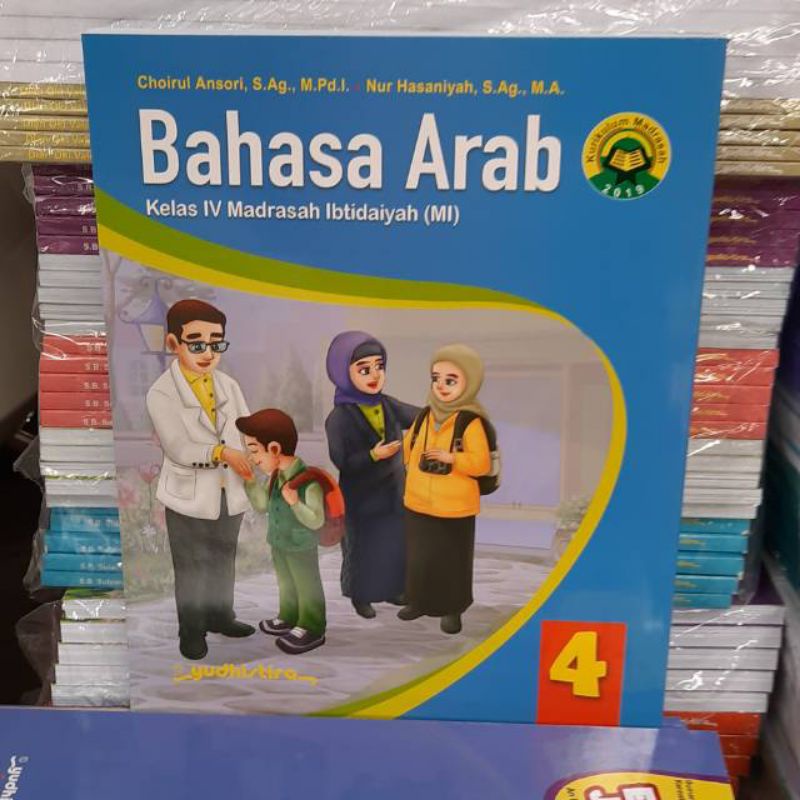 Choirul Ansori, S.Ag., M.Pd.I. • Nur Hasaniyah, S.Ag., M.A.
Bahasa Arab
Kelas IV Madrasah Ibtidaiyah (MI)
Kurikulum Madrasah
2019
yudhistira
4